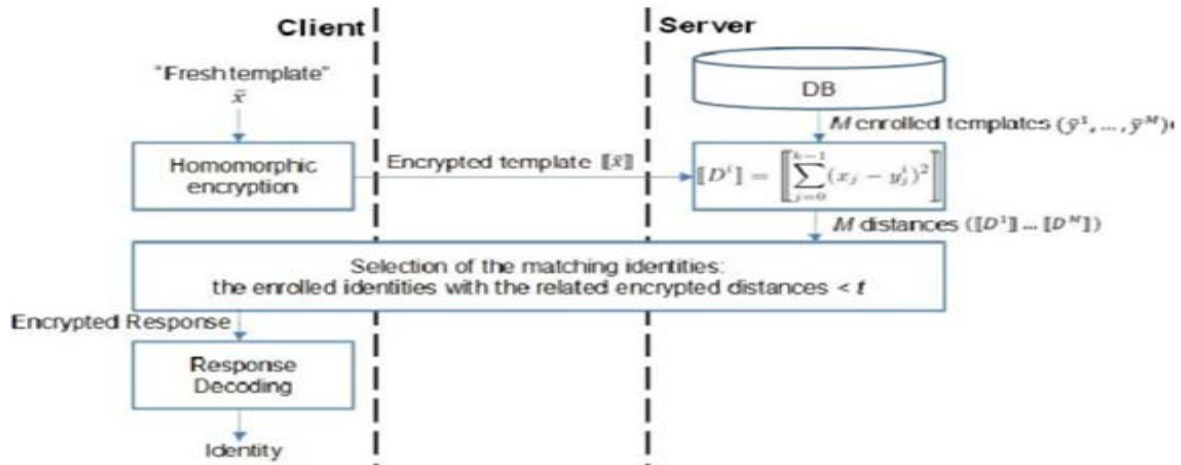 Client
Server
"Fresh template"
x̄
DB
M enrolled templates (ȳ¹, ..., ȳᴹ)
Homomorphic
encryption
Encrypted template ⟦x̄⟧
⟦Dⁱ⟧ = ⟦∑_{j=0}^{k−1}(x_j − y_j^i)²⟧
M distances (⟦D¹⟧ ... ⟦Dᴹ⟧)
Selection of the matching identities:
the enrolled identities with the related encrypted distances < t
Encrypted Response
Response
Decoding
Identity